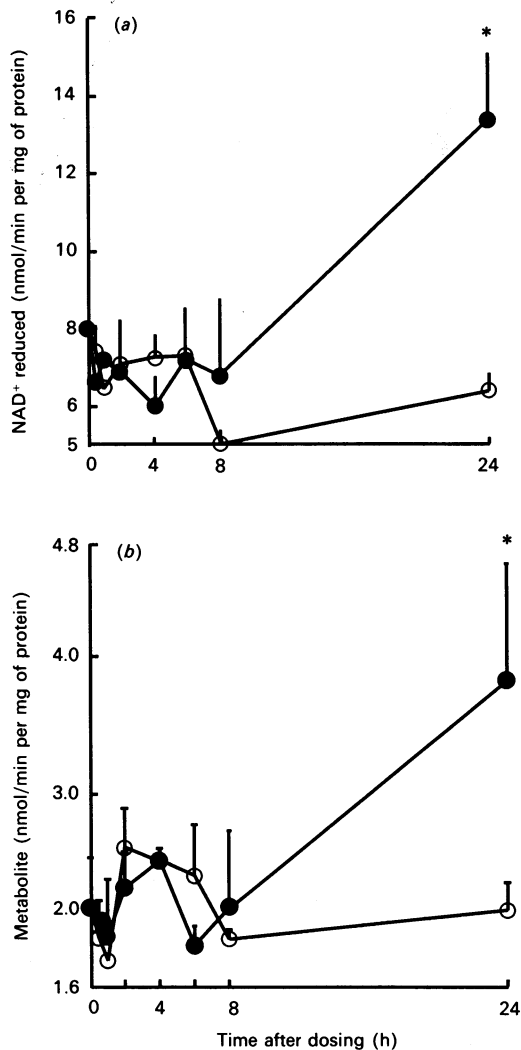 (a)
*
16
14
12
10
8
6
5
NAD+ reduced (nmol/min per mg of protein)
0 4 8 24
(b)
*
4.8
4.0
3.0
2.0
1.6
Metabolite (nmol/min per mg of protein)
0 4 8 24
Time after dosing (h)